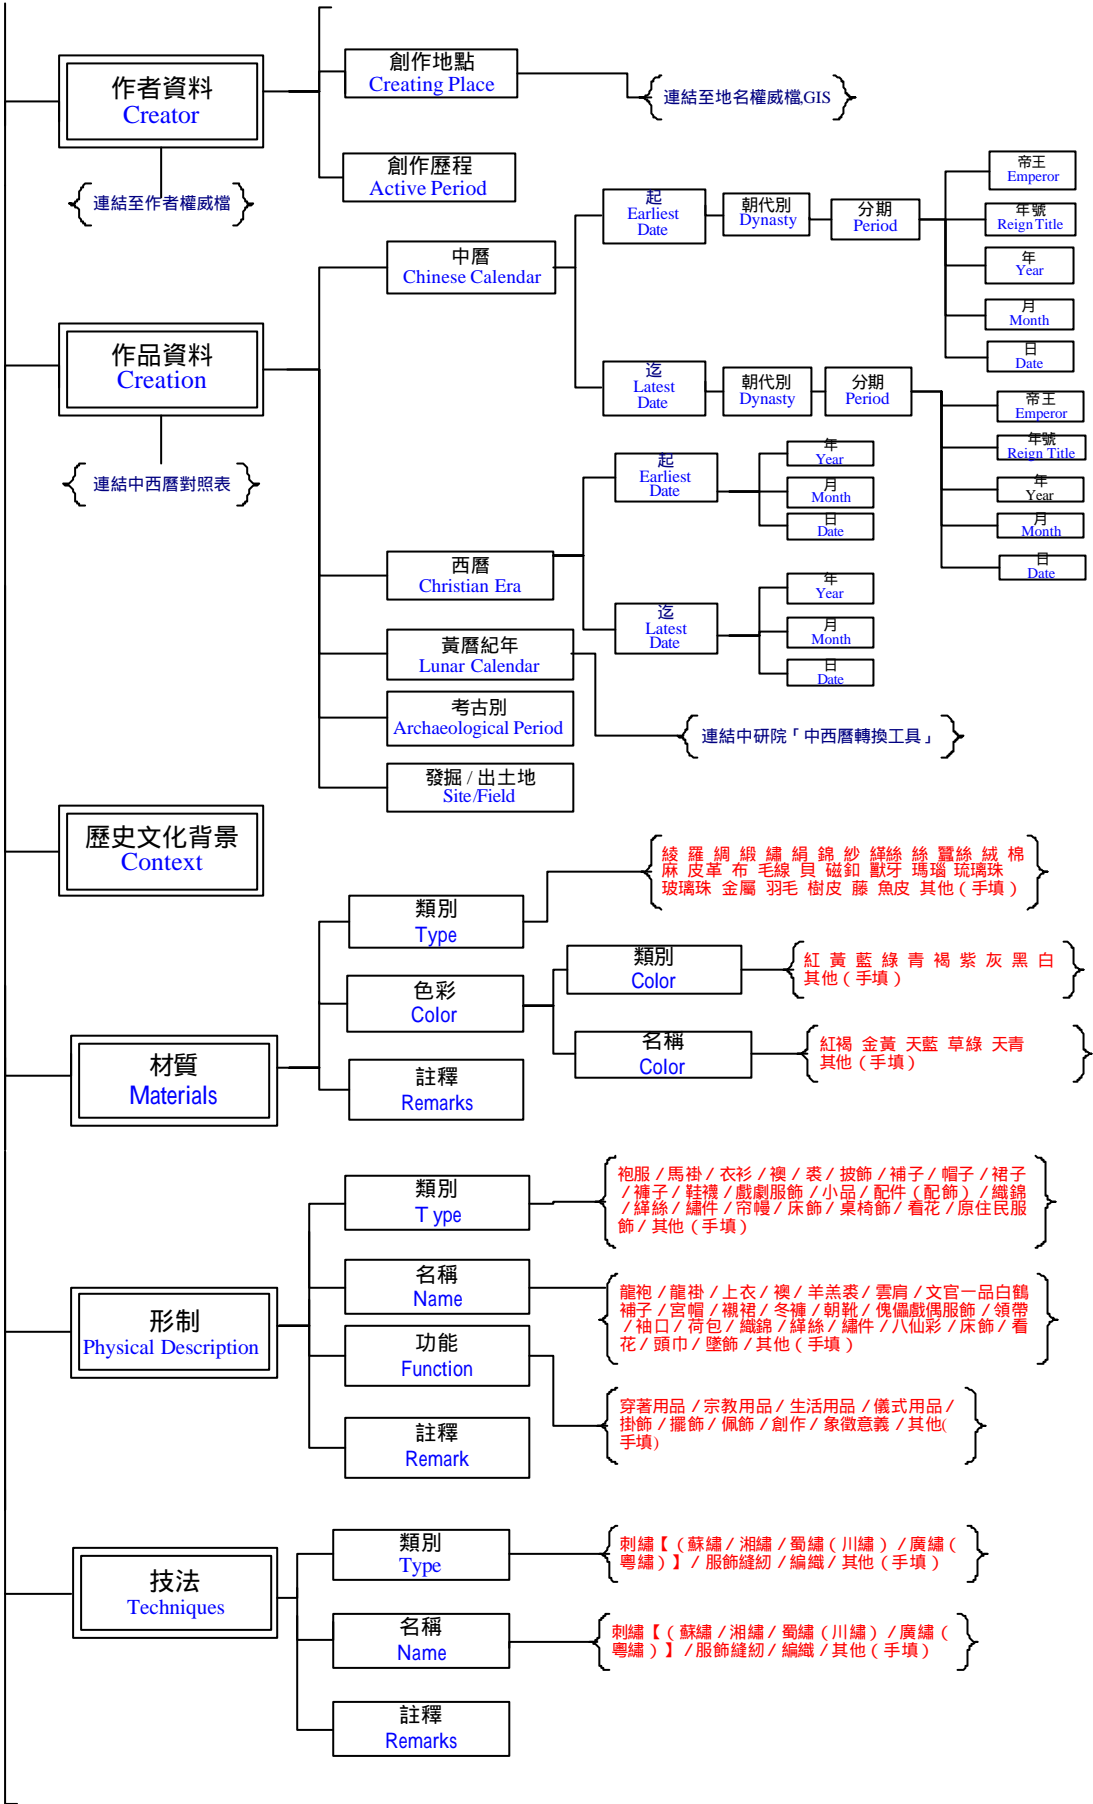 作者資料
Creator
連結至作者權威檔
創作地點
Creating Place
連結至地名權威檔,GIS
創作歷程
Active Period
作品資料
Creation
連結中西曆對照表
中曆
Chinese Calendar
起
Earliest
Date
朝代別
Dynasty
分期
Period
帝王
Emperor
年號
Reign Title
年
Year
月
Month
日
Date
迄
Latest
Date
朝代別
Dynasty
分期
Period
帝王
Emperor
年號
Reign Title
年
Year
月
Month
日
Date
西曆
Christian Era
起
Earliest
Date
年
Year
月
Month
日
Date
迄
Latest
Date
年
Year
月
Month
日
Date
黃曆紀年
Lunar Calendar
連結中研院「中西曆轉換工具」
考古別
Archaeological Period
發掘 / 出土地
Site/Field
歷史文化背景
Context
材質
Materials
類別
Type
綾 羅 綢 緞 繡 絹 錦 紗 緙絲 絲 蠶絲 絨 棉
麻 皮革 布 毛線 貝 磁釦 獸牙 瑪瑙 琉璃珠
玻璃珠 金屬 羽毛 樹皮 藤 魚皮 其他（手填）
色彩
Color
類別
Color
紅 黃 藍 綠 青 褐 紫 灰 黑 白
其他（手填）
名稱
Color
紅褐 金黃 天藍 草綠 天青
其他（手填）
註釋
Remarks
形制
Physical Description
類別
Type
袍服 / 馬褂 / 衣衫 / 襖 / 裘 / 披飾 / 補子 / 帽子 / 裙子
/ 褲子 / 鞋襪 / 戲劇服飾 / 小品 / 配件（配飾）/ 織錦
/ 緙絲 / 繡件 / 帘幔 / 床飾 / 桌椅飾 / 看花 / 原住民服
飾 / 其他（手填）
名稱
Name
龍袍 / 龍褂 / 上衣 / 襖 / 羊羔裘 / 雲肩 / 文官一品白鶴
補子 / 宮帽 / 襯裙 / 冬褲 / 朝靴 / 傀儡戲偶服飾 / 領帶
/ 袖口 / 荷包 / 織錦 / 緙絲 / 繡件 / 八仙彩 / 床飾 / 看
花 / 頭巾 / 墜飾 / 其他（手填）
功能
Function
穿著用品 / 宗教用品 / 生活用品 / 儀式用品 /
掛飾 / 擺飾 / 佩飾 / 創作 / 象徵意義 / 其他(
手填)
註釋
Remark
技法
Techniques
類別
Type
刺繡【（蘇繡 / 湘繡 / 蜀繡（川繡）/ 廣繡（
粵繡）】/ 服飾縫紉 / 編織 / 其他（手填）
名稱
Name
刺繡【（蘇繡 / 湘繡 / 蜀繡（川繡）/ 廣繡（
粵繡）】/ 服飾縫紉 / 編織 / 其他（手填）
註釋
Remarks